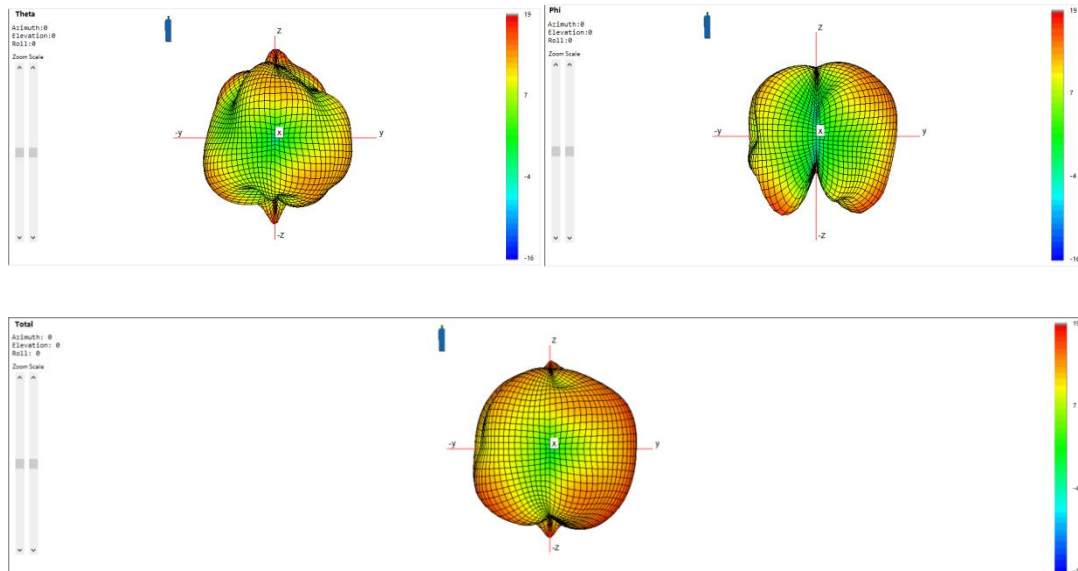 Theta
Azimuth:0
Elevation:0
Roll:0
Zoom Scale
z
-y
x
y
-z
19
7
-4
-16
Phi
Azimuth:0
Elevation:0
Roll:0
Zoom Scale
z
-y
x
y
-z
19
7
-4
-16
Total
Azimuth: 0
Elevation: 0
Roll: 0
Zoom Scale
z
-y
x
y
-z
7